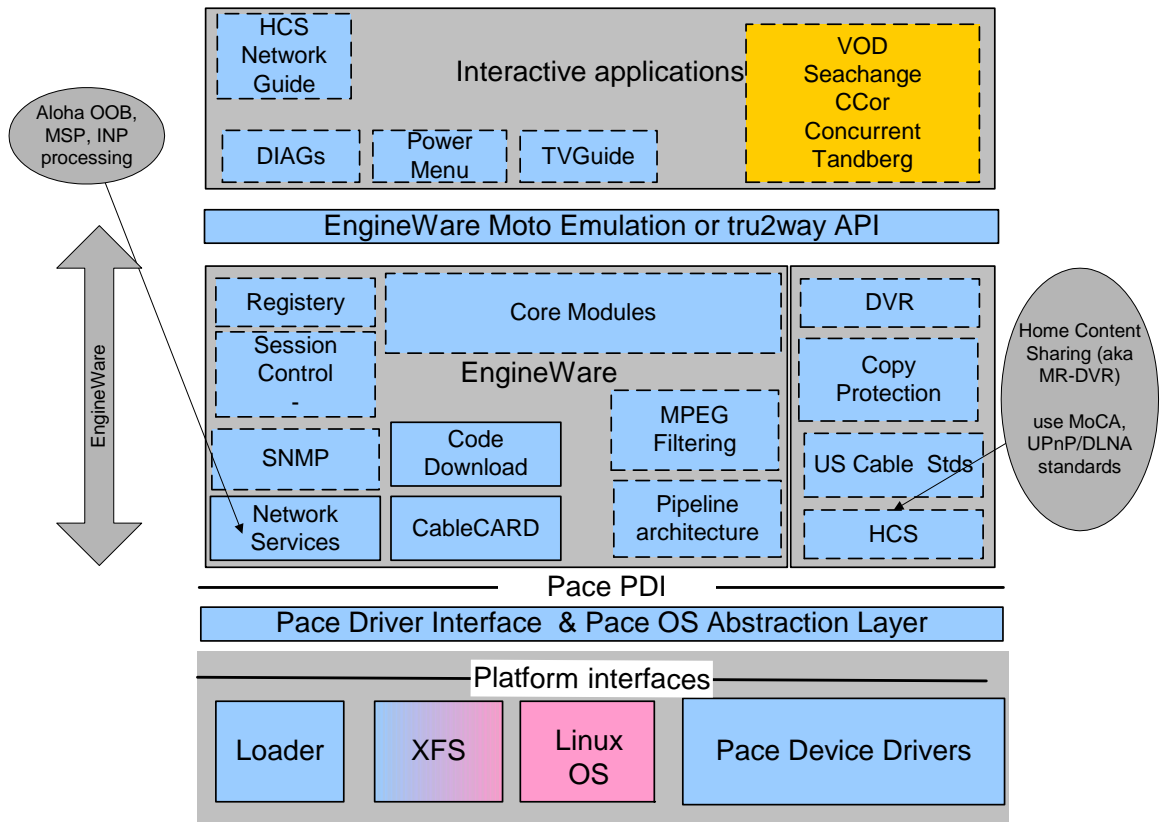 HCS
Network
Guide
Interactive applications
VOD
Seachange
CCor
Concurrent
Tandberg
DIAGs
Power
Menu
TVGuide
Aloha OOB,
MSP, INP
processing
EngineWare Moto Emulation or tru2way API
EngineWare
Registery
Core Modules
Session
Control
-
EngineWare
SNMP
Code
Download
MPEG
Filtering
Network
Services
CableCARD
Pipeline
architecture
DVR
Copy
Protection
US Cable Stds
HCS
Home Content
Sharing (aka
MR-DVR)
use MoCA,
UPnP/DLNA
standards
Pace PDI
Pace Driver Interface & Pace OS Abstraction Layer
Platform interfaces
Loader
XFS
Linux
OS
Pace Device Drivers